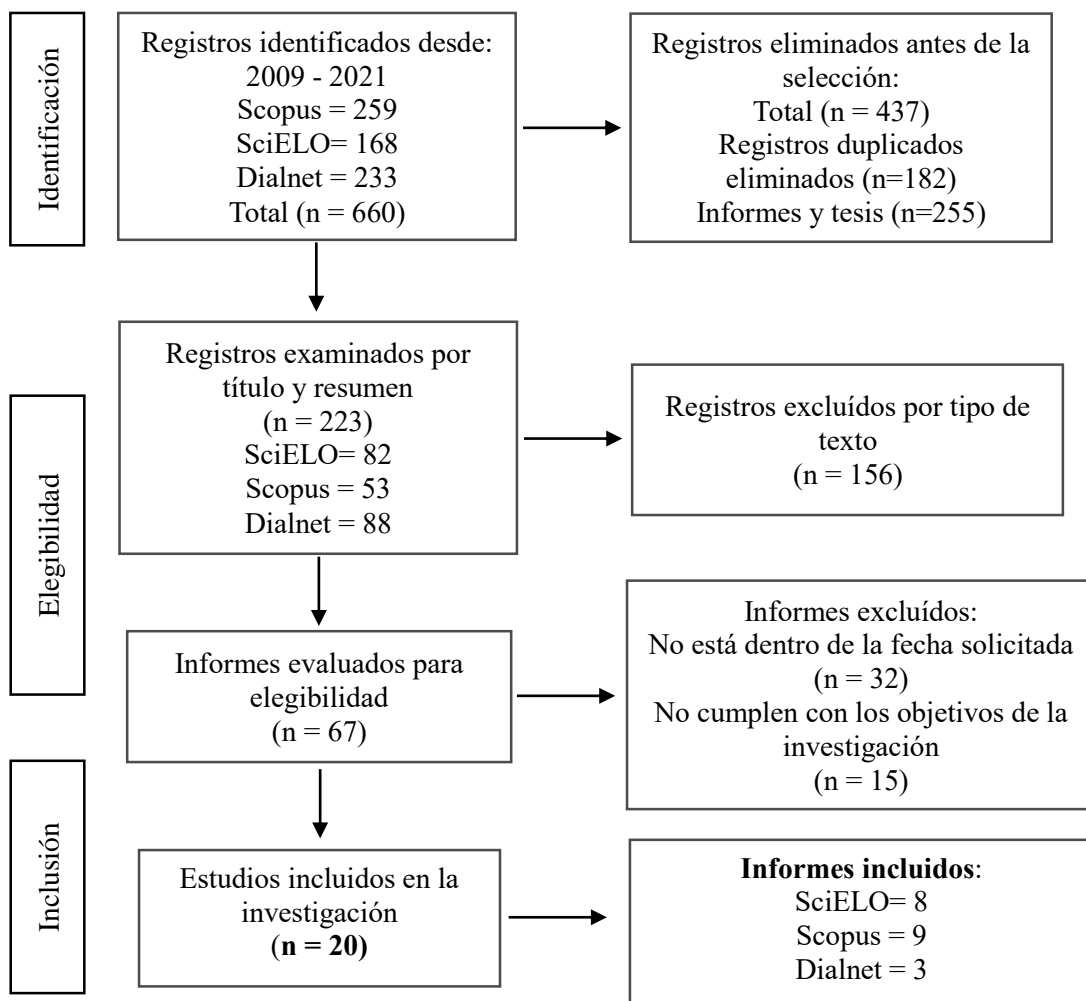 Identificación
Registros identificados desde:
2009 - 2021
Scopus = 259
SciELO= 168
Dialnet = 233
Total (n = 660)
Registros eliminados antes de la
selección:
Total (n = 437)
Registros duplicados
eliminados (n=182)
Informes y tesis (n=255)
Elegibilidad
Registros examinados por
título y resumen
(n = 223)
SciELO= 82
Scopus = 53
Dialnet = 88
Registros excluídos por tipo de
texto
(n = 156)
Informes evaluados para
elegibilidad
(n = 67)
Informes excluídos:
No está dentro de la fecha solicitada
(n = 32)
No cumplen con los objetivos de la
investigación
(n = 15)
Inclusión
Estudios incluidos en la
investigación
(n = 20)
Informes incluidos:
SciELO= 8
Scopus = 9
Dialnet = 3